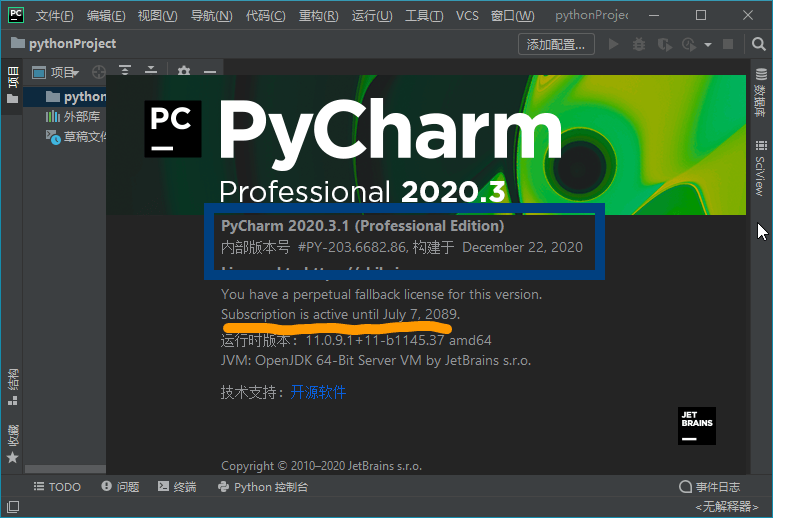 PC 文件(F) 编辑(E) 视图(V) 导航(N) 代码(C) 重构(R) 运行(U) 工具(T) VCS 窗口(W) pythonProjec
pythonProject 添加配置...
项目
项目
python
外部库
草稿文件
数据库
SciView
PC
PyCharm
Professional 2020.3
PyCharm 2020.3.1 (Professional Edition)
内部版本号 #PY-203.6682.86, 构建于 December 22, 2020
You have a perpetual fallback license for this version.
Subscription is active until July 7, 2089.
运行时版本：11.0.9.1+11-b1145.37 amd64
JVM: OpenJDK 64-Bit Server VM by JetBrains s.r.o.
技术支持：开源软件
结构
收藏
JET
BRAINS
Copyright © 2010–2020 JetBrains s.r.o.
TODO 问题 终端 Python 控制台 事件日志
<无解释器>